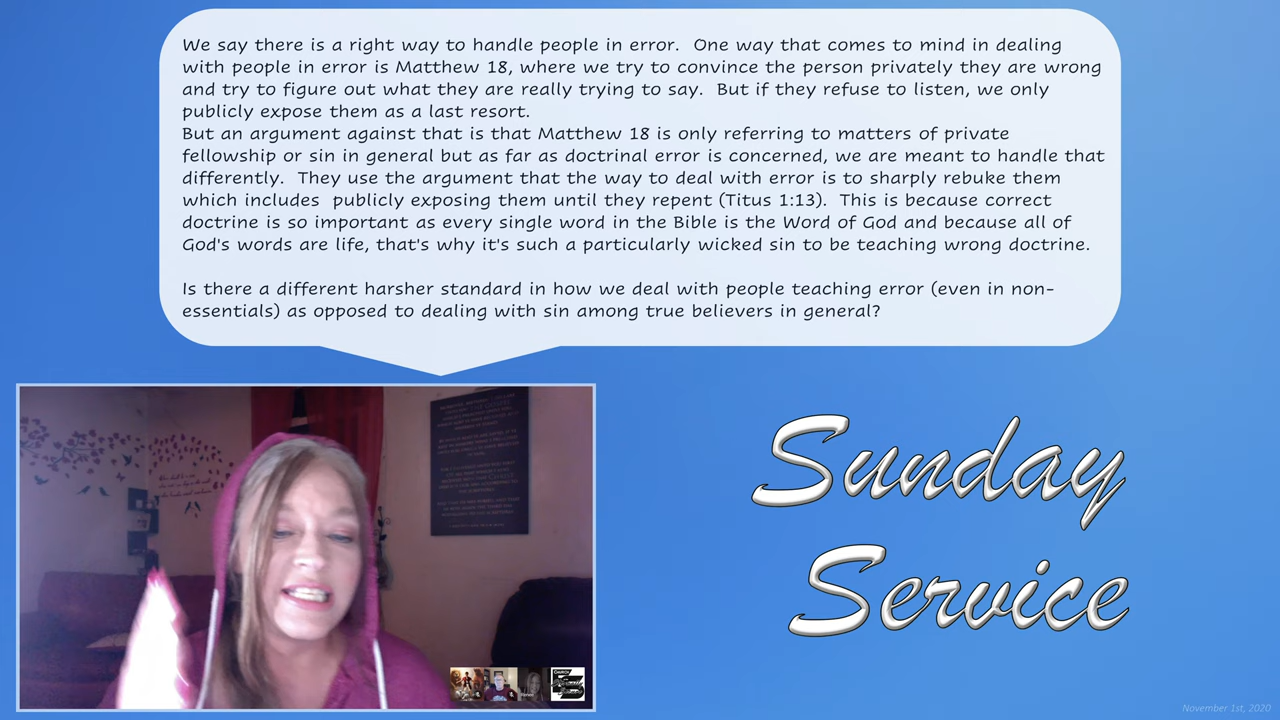 We say there is a right way to handle people in error.  One way that comes to mind in dealing
with people in error is Matthew 18, where we try to convince the person privately they are wrong
and try to figure out what they are really trying to say.  But if they refuse to listen, we only
publicly expose them as a last resort.
But an argument against that is that Matthew 18 is only referring to matters of private
fellowship or sin in general but as far as doctrinal error is concerned, we are meant to handle that
differently.  They use the argument that the way to deal with error is to sharply rebuke them
which includes  publicly exposing them until they repent (Titus 1:13).  This is because correct
doctrine is so important as every single word in the Bible is the Word of God and because all of
God's words are life, that's why it's such a particularly wicked sin to be teaching wrong doctrine.
Is there a different harsher standard in how we deal with people teaching error (even in non-
essentials) as opposed to dealing with sin among true believers in general?
Sunday
Service
November 1st, 2020